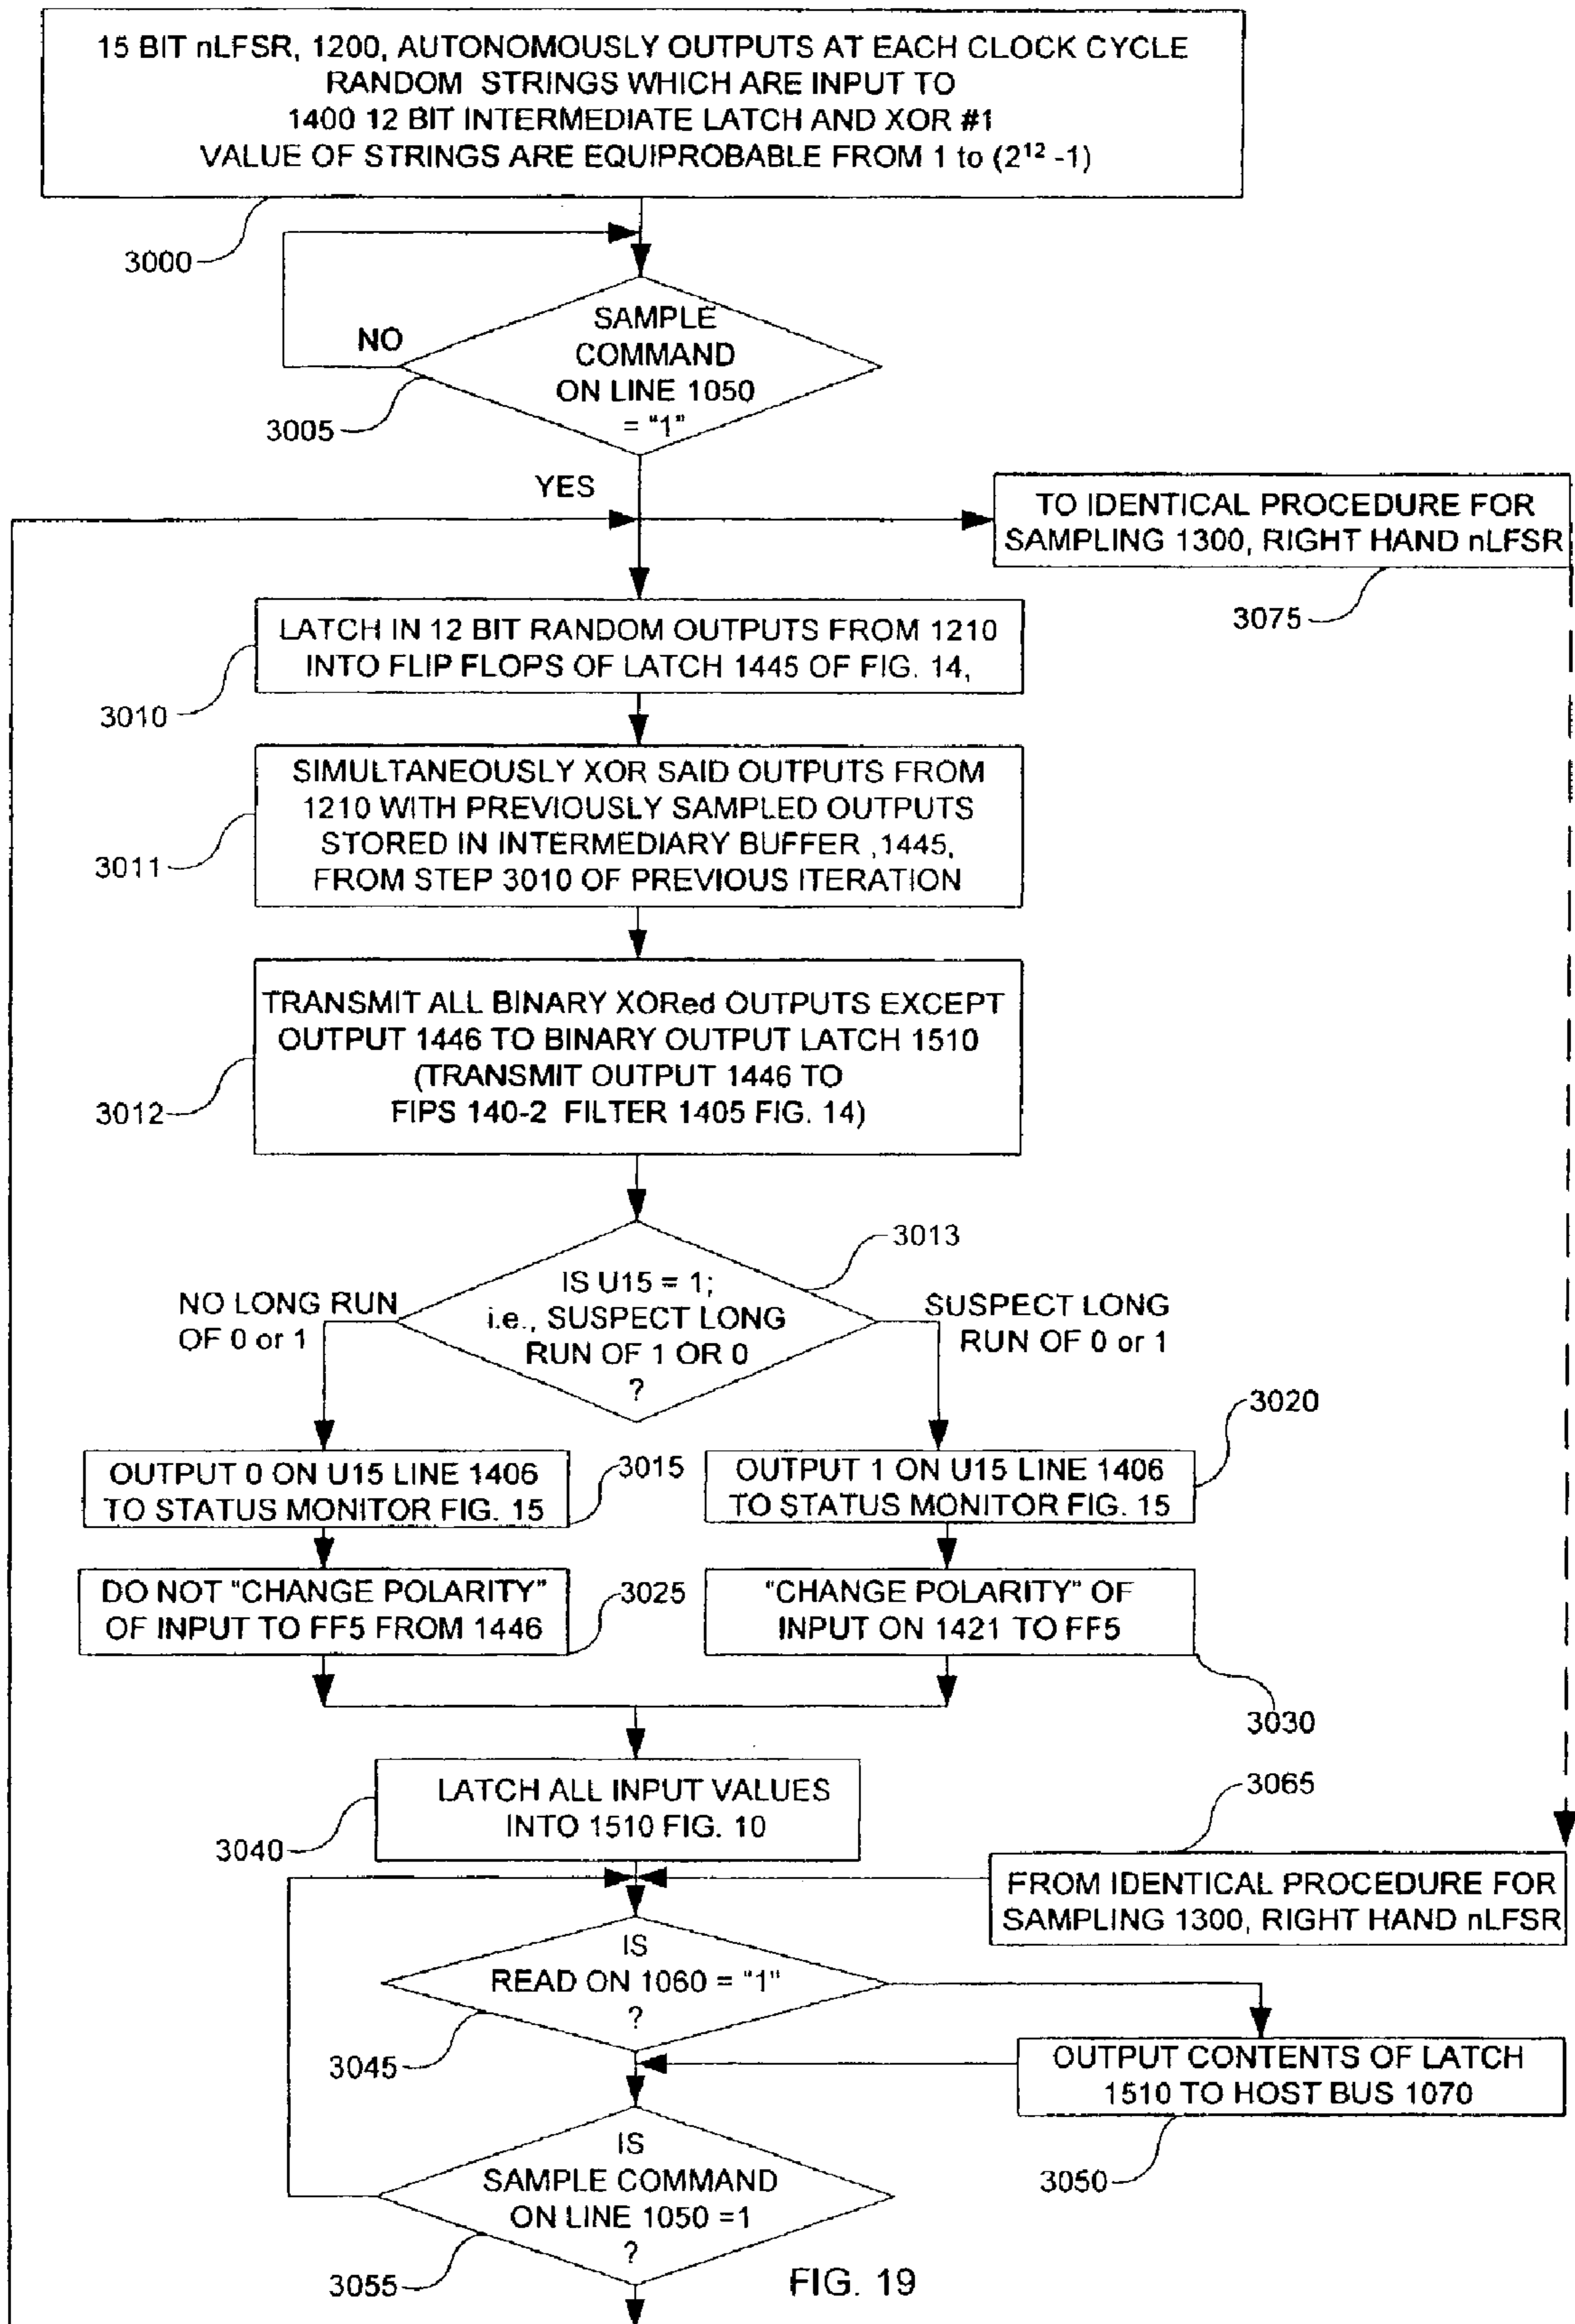 15 BIT nLFSR, 1200, AUTONOMOUSLY OUTPUTS AT EACH CLOCK CYCLE
RANDOM STRINGS WHICH ARE INPUT TO
1400 12 BIT INTERMEDIATE LATCH AND XOR #1
VALUE OF STRINGS ARE EQUIPROBABLE FROM 1 to (2¹² -1)
3000
SAMPLE
COMMAND
ON LINE 1050
= "1"
NO
3005
YES
TO IDENTICAL PROCEDURE FOR
SAMPLING 1300, RIGHT HAND nLFSR
3075
LATCH IN 12 BIT RANDOM OUTPUTS FROM 1210
INTO FLIP FLOPS OF LATCH 1445 OF FIG. 14,
3010
SIMULTANEOUSLY XOR SAID OUTPUTS FROM
1210 WITH PREVIOUSLY SAMPLED OUTPUTS
STORED IN INTERMEDIARY BUFFER ,1445,
FROM STEP 3010 OF PREVIOUS ITERATION
3011
TRANSMIT ALL BINARY XORed OUTPUTS EXCEPT
OUTPUT 1446 TO BINARY OUTPUT LATCH 1510
(TRANSMIT OUTPUT 1446 TO
FIPS 140-2 FILTER 1405 FIG. 14)
3012
3013
IS U15 = 1;
i.e., SUSPECT LONG
RUN OF 1 OR 0
?
NO LONG RUN
OF 0 or 1
SUSPECT LONG
RUN OF 0 or 1
OUTPUT 0 ON U15 LINE 1406
TO STATUS MONITOR FIG. 15
3015
OUTPUT 1 ON U15 LINE 1406
TO STATUS MONITOR FIG. 15
3020
DO NOT "CHANGE POLARITY"
OF INPUT TO FF5 FROM 1446
3025
"CHANGE POLARITY" OF
INPUT ON 1421 TO FF5
3030
LATCH ALL INPUT VALUES
INTO 1510 FIG. 10
3040
3065
FROM IDENTICAL PROCEDURE FOR
SAMPLING 1300, RIGHT HAND nLFSR
IS
READ ON 1060 = "1"
?
3045
OUTPUT CONTENTS OF LATCH
1510 TO HOST BUS 1070
3050
IS
SAMPLE COMMAND
ON LINE 1050 =1
?
3055
FIG. 19